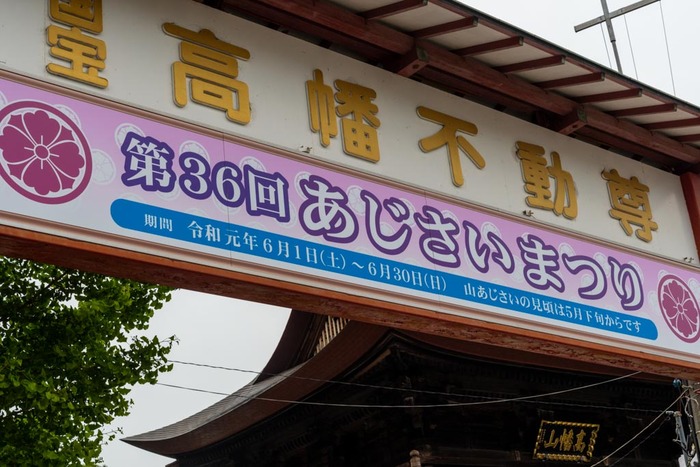 国宝高幡不動尊
第36回 あじさいまつり
期間 令和元年6月1日(土)～6月30日(日) 山あじさいの見頃は5月下旬からです
山幡高